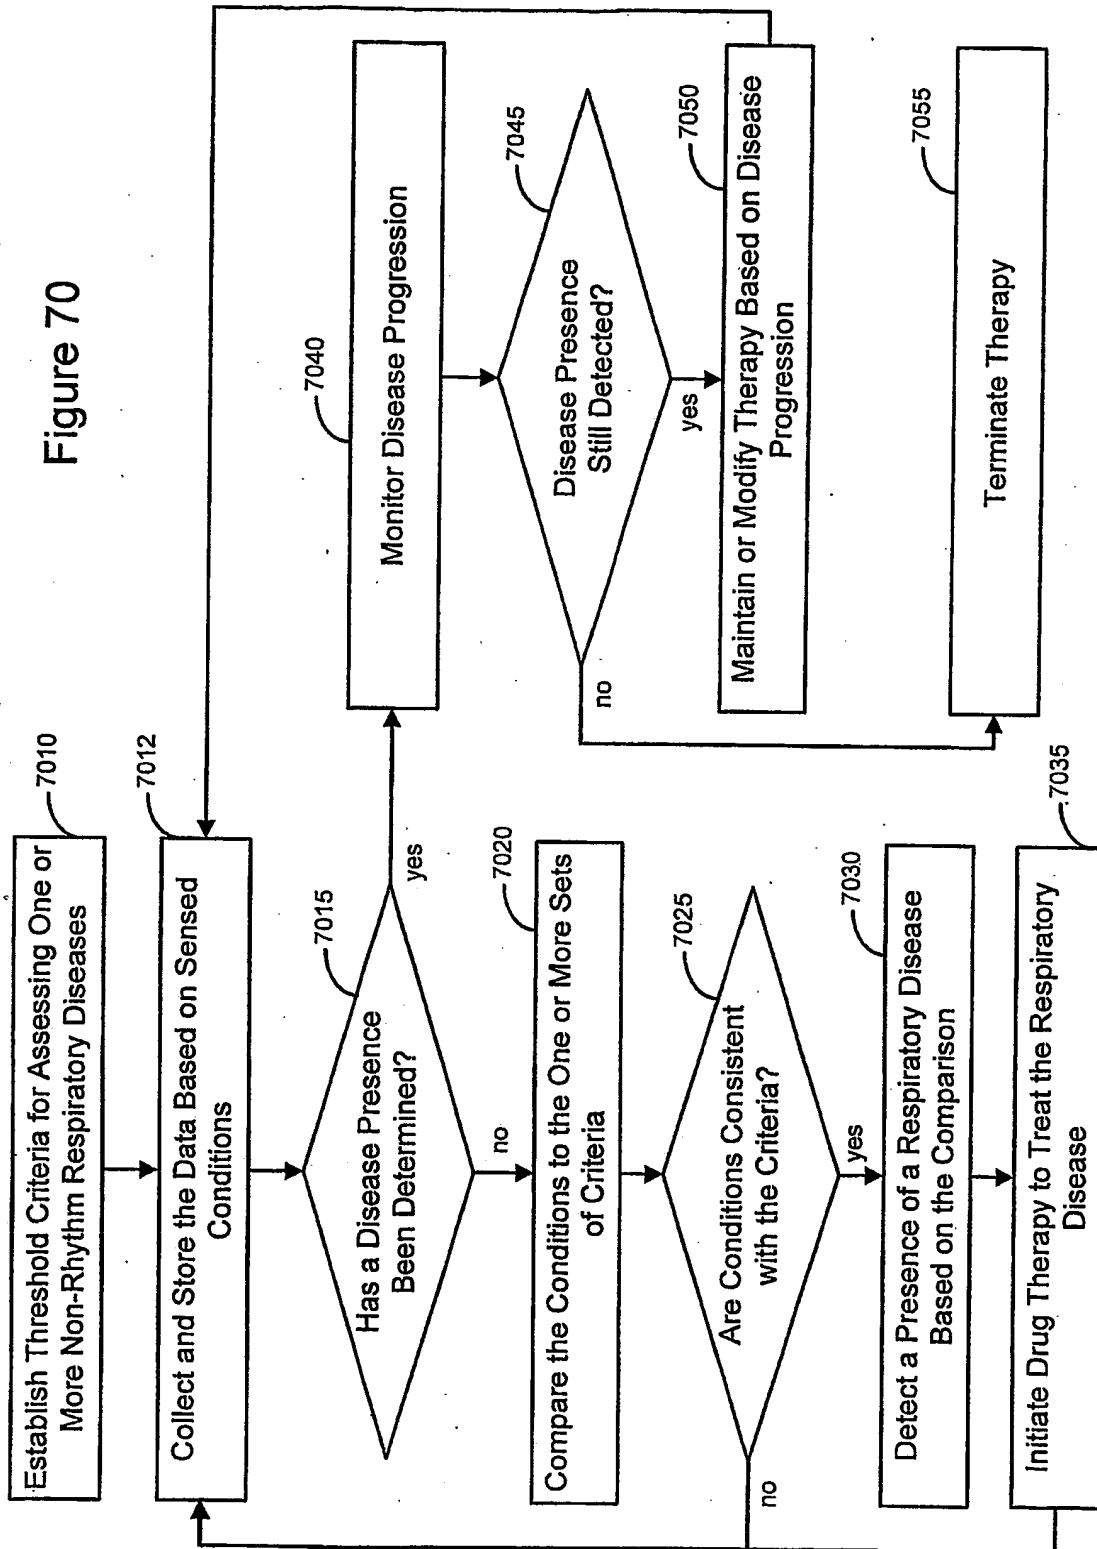 Figure 70
Establish Threshold Criteria for Assessing One or
More Non-Rhythm Respiratory Diseases
7010
Collect and Store the Data Based on Sensed
Conditions
7012
Has a Disease Presence
Been Determined?
7015
yes
no
Compare the Conditions to the One or More Sets
of Criteria
7020
Are Conditions Consistent
with the Criteria?
7025
no
yes
Detect a Presence of a Respiratory Disease
Based on the Comparison
7030
Initiate Drug Therapy to Treat the Respiratory
Disease
7035
Monitor Disease Progression
7040
Disease Presence
Still Detected?
7045
no
yes
Maintain or Modify Therapy Based on Disease
Progression
7050
Terminate Therapy
7055